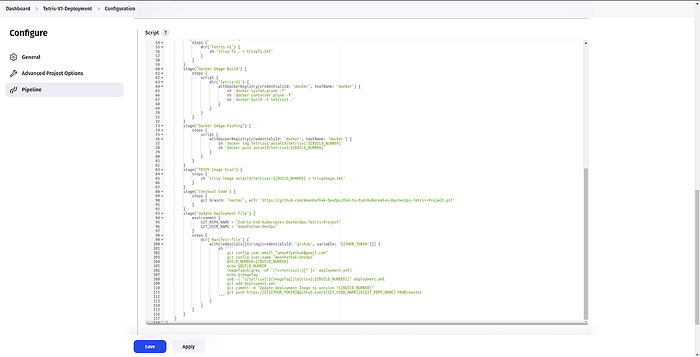 Dashboard > Tetris-V1-Deployment > Configuration
Configure
General
Advanced Project Options
Pipeline
Script ?
54 steps {
55 dir('Tetris-V1') {
56 sh 'trivy fs . > trivyfs.txt'
57 }
58 }
59 }
60 stage("Docker Image Build") {
61 steps {
62 script {
63 dir('Tetris-V1') {
64 withDockerRegistry(credentialsId: 'docker', toolName: 'docker') {
65 sh 'docker system prune -f'
66 sh 'docker container prune -f'
67 sh 'docker build -t tetrisv1 .'
68 }
69 }
70 }
71 }
72 }
73 stage("Docker Image Pushing") {
74 steps {
75 script {
76 withDockerRegistry(credentialsId: 'docker', toolName: 'docker') {
77 sh 'docker tag tetrisv1 avian19/tetrisv1:${BUILD_NUMBER}'
78 sh 'docker push avian19/tetrisv1:${BUILD_NUMBER}'
79 }
80 }
81 }
82 }
83 stage("TRIVY Image Scan") {
84 steps {
85 sh 'trivy image avian19/tetrisv1:${BUILD_NUMBER} > trivyimage.txt'
86 }
87 }
88 stage("Checkout Code") {
89 steps {
90 git branch: 'master', url: 'https://github.com/AmanPathak-DevOps/End-to-End-Kubernetes-DevSecOps-Tetris-Project.git'
91 }
92 }
93 stage("Update Deployment file") {
94 environment {
95 GIT_REPO_NAME = "End-to-End-Kubernetes-DevSecOps-Tetris-Project"
96 GIT_USER_NAME = "AmanPathak-DevOps"
97 }
98 steps {
99 dir('Manifest-file') {
100 withCredentials([string(credentialsId: 'github', variable: 'GITHUB_TOKEN')]) {
101 sh '''
102 git config user.email
103 git config user.name "AmanPathak-DevOps"
104 BUILD_NUMBER=${BUILD_NUMBER}
105 echo $BUILD_NUMBER
106 deployment.yml)
107 echo $imageTag
108 deployment.yml
109 git add deployment.yml
110 git commit -m "Update deployment Image to version \${BUILD_NUMBER}"
111 git push https://${GITHUB_TOKEN}@github.com/${GIT_USER_NAME}/${GIT_REPO_NAME} HEAD:master
112 '''
113 }
114 }
115 }
116 }
117 }
118 }
Save Apply